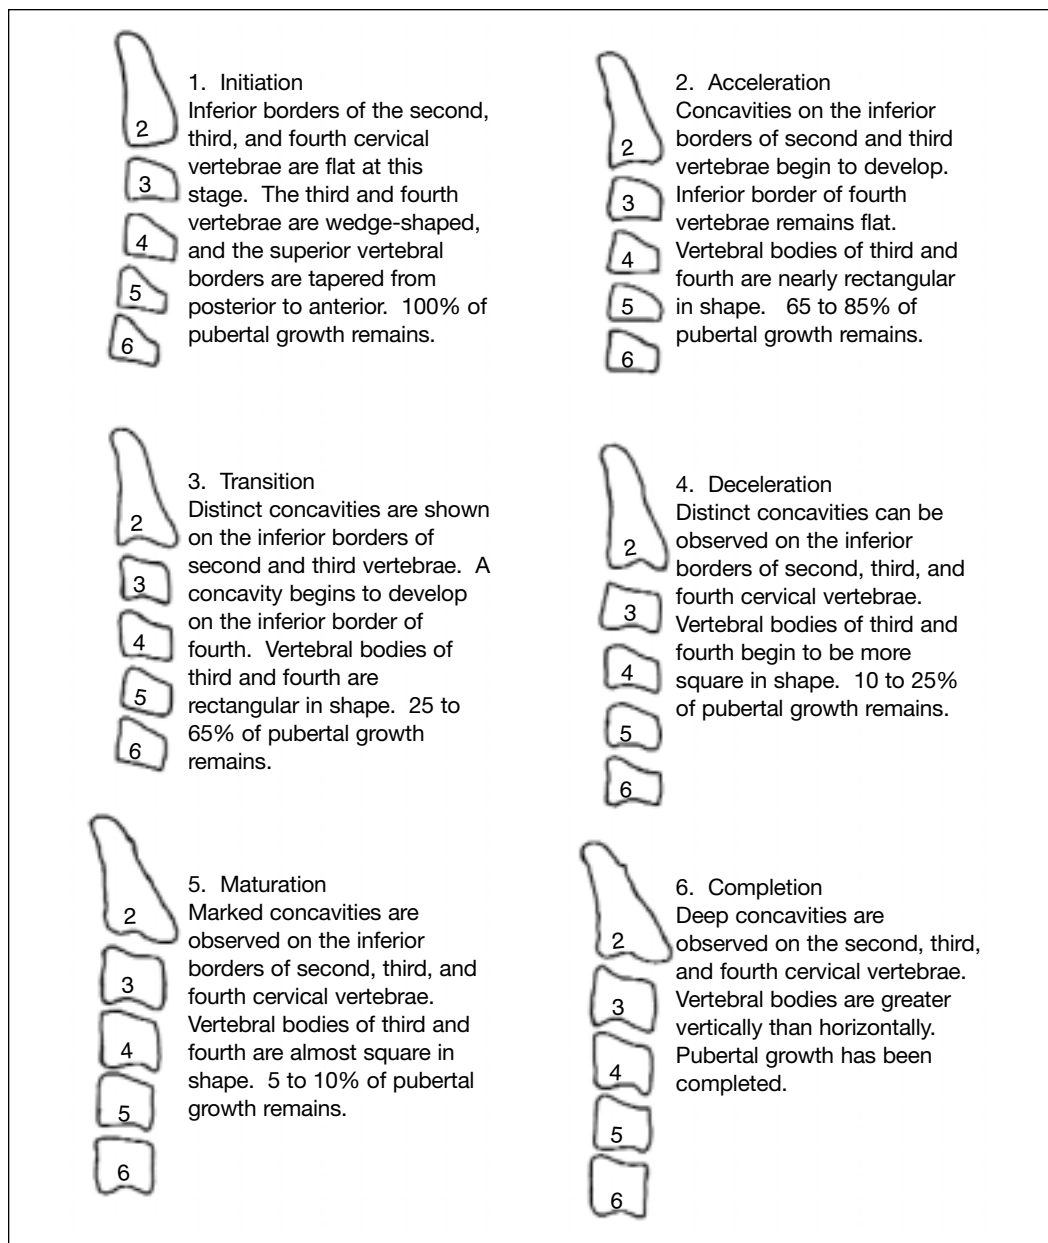 1. Initiation
Inferior borders of the second,
third, and fourth cervical
vertebrae are flat at this
stage. The third and fourth
vertebrae are wedge-shaped,
and the superior vertebral
borders are tapered from
posterior to anterior. 100% of
pubertal growth remains.
2
3
4
5
6
2. Acceleration
Concavities on the inferior
borders of second and third
vertebrae begin to develop.
Inferior border of fourth
vertebrae remains flat.
Vertebral bodies of third and
fourth are nearly rectangular
in shape. 65 to 85% of
pubertal growth remains.
2
3
4
5
6
3. Transition
Distinct concavities are shown
on the inferior borders of
second and third vertebrae. A
concavity begins to develop
on the inferior border of
fourth. Vertebral bodies of
third and fourth are
rectangular in shape. 25 to
65% of pubertal growth
remains.
2
3
4
5
6
4. Deceleration
Distinct concavities can be
observed on the inferior
borders of second, third, and
fourth cervical vertebrae.
Vertebral bodies of third and
fourth begin to be more
square in shape. 10 to 25%
of pubertal growth remains.
2
3
4
5
6
5. Maturation
Marked concavities are
observed on the inferior
borders of second, third, and
fourth cervical vertebrae.
Vertebral bodies of third and
fourth are almost square in
shape. 5 to 10% of pubertal
growth remains.
2
3
4
5
6
6. Completion
Deep concavities are
observed on the second, third,
and fourth cervical vertebrae.
Vertebral bodies are greater
vertically than horizontally.
Pubertal growth has been
completed.
2
3
4
5
6